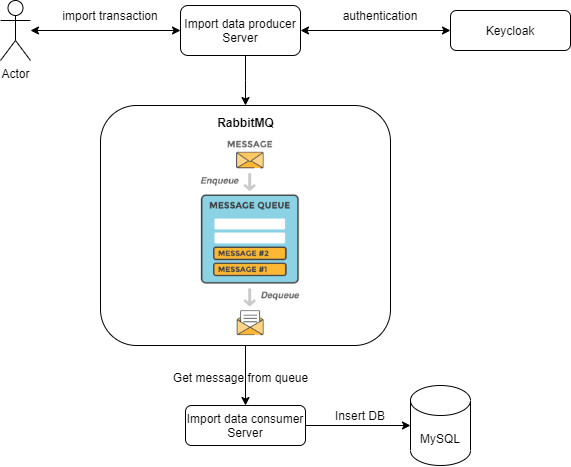 import transaction
Import data producer
Server
authentication
Keycloak
Actor
RabbitMQ
MESSAGE
Enqueue
MESSAGE QUEUE
MESSAGE #2
MESSAGE #1
Dequeue
Get message from queue
Import data consumer
Server
Insert DB
MySQL